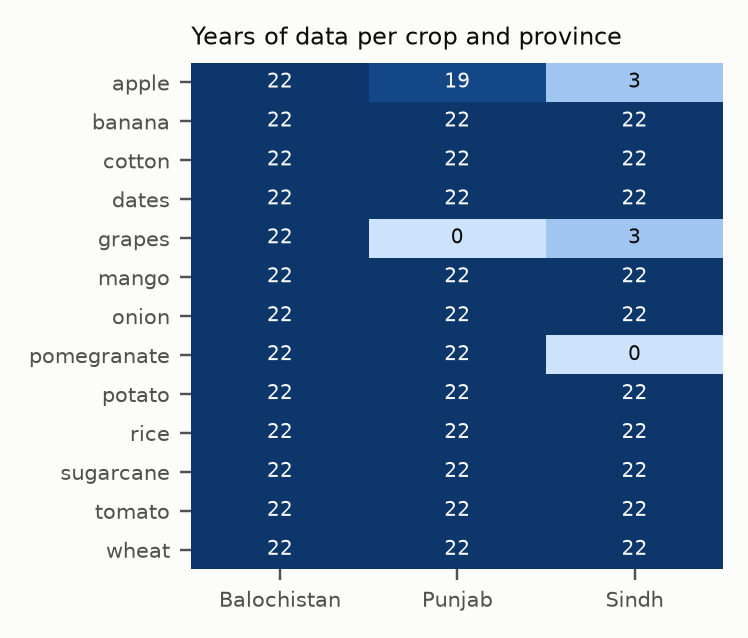 Years of data per crop and province
apple 22 19 3
banana 22 22 22
cotton 22 22 22
dates 22 22 22
grapes 22 0 3
mango 22 22 22
onion 22 22 22
pomegranate 22 22 0
potato 22 22 22
rice 22 22 22
sugarcane 22 22 22
tomato 22 22 22
wheat 22 22 22
Balochistan Punjab Sindh